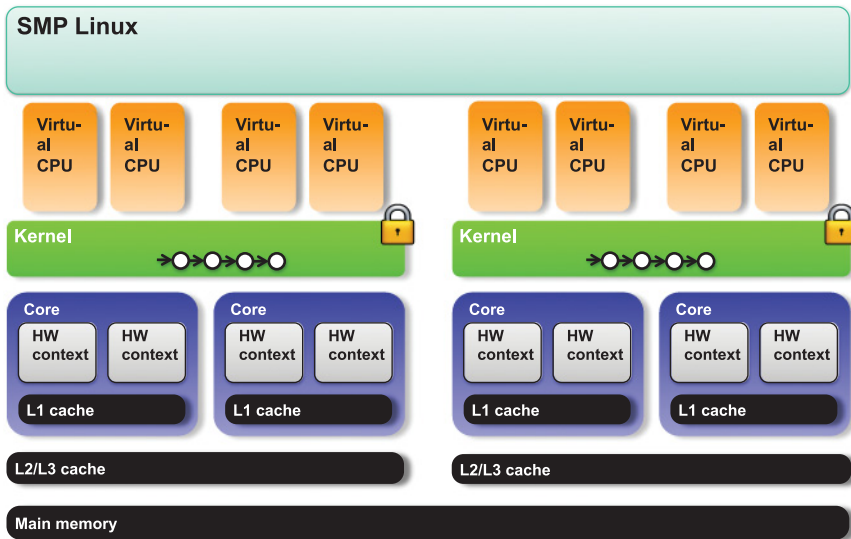 SMP Linux
Virtu-
al
CPU
Virtu-
al
CPU
Virtu-
al
CPU
Virtu-
al
CPU
Virtu-
al
CPU
Virtu-
al
CPU
Virtu-
al
CPU
Virtu-
al
CPU
Kernel
Kernel
Core
HW
context
HW
context
L1 cache
Core
HW
context
HW
context
L1 cache
Core
HW
context
HW
context
L1 cache
Core
HW
context
HW
context
L1 cache
L2/L3 cache
L2/L3 cache
Main memory